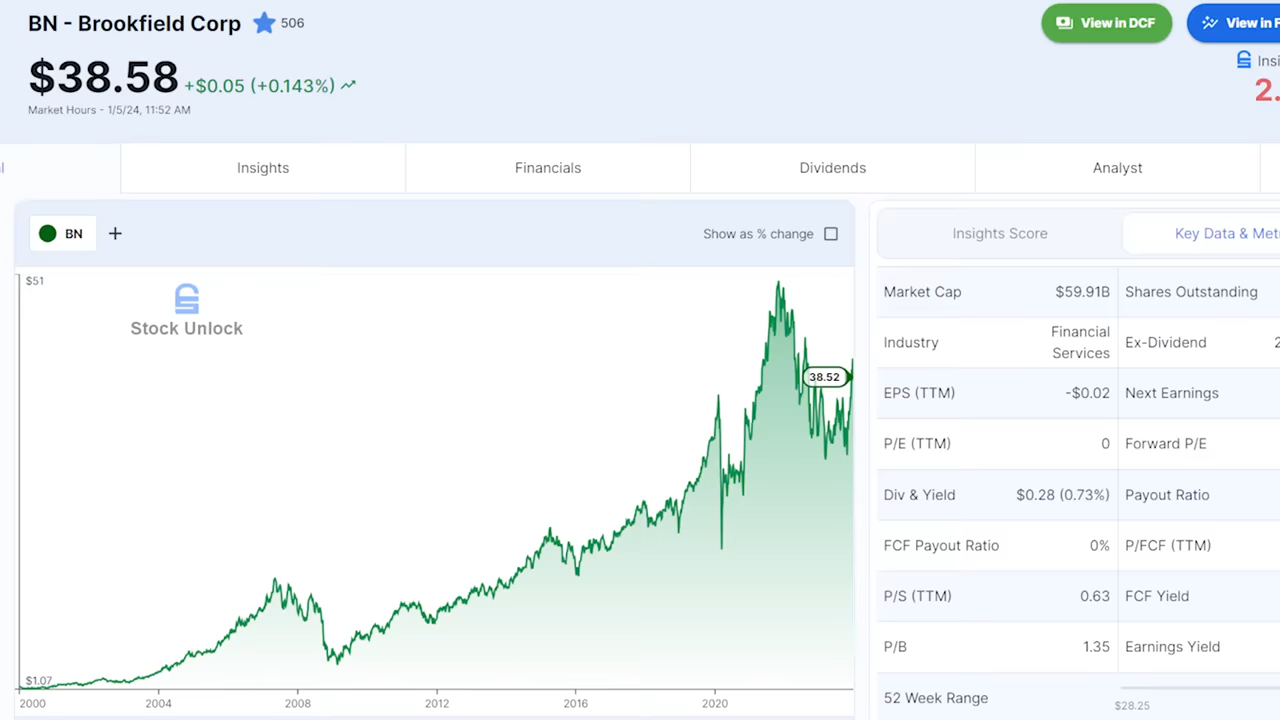 BN - Brookfield Corp 506
View in DCF
View in F
$38.58 +$0.05 (+0.143%)
Insi
2.
Market Hours - 1/5/24, 11:52 AM
l
Insights
Financials
Dividends
Analyst
BN +
Show as % change
Insights Score
Key Data & Met
$51
Stock Unlock
38.52
$1.07
2000 2004 2008 2012 2016 2020
Market Cap $59.91B Shares Outstanding
Industry Financial Services Ex-Dividend 2
EPS (TTM) -$0.02 Next Earnings
P/E (TTM) 0 Forward P/E
Div & Yield $0.28 (0.73%) Payout Ratio
FCF Payout Ratio 0% P/FCF (TTM)
P/S (TTM) 0.63 FCF Yield
P/B 1.35 Earnings Yield
52 Week Range $28.25